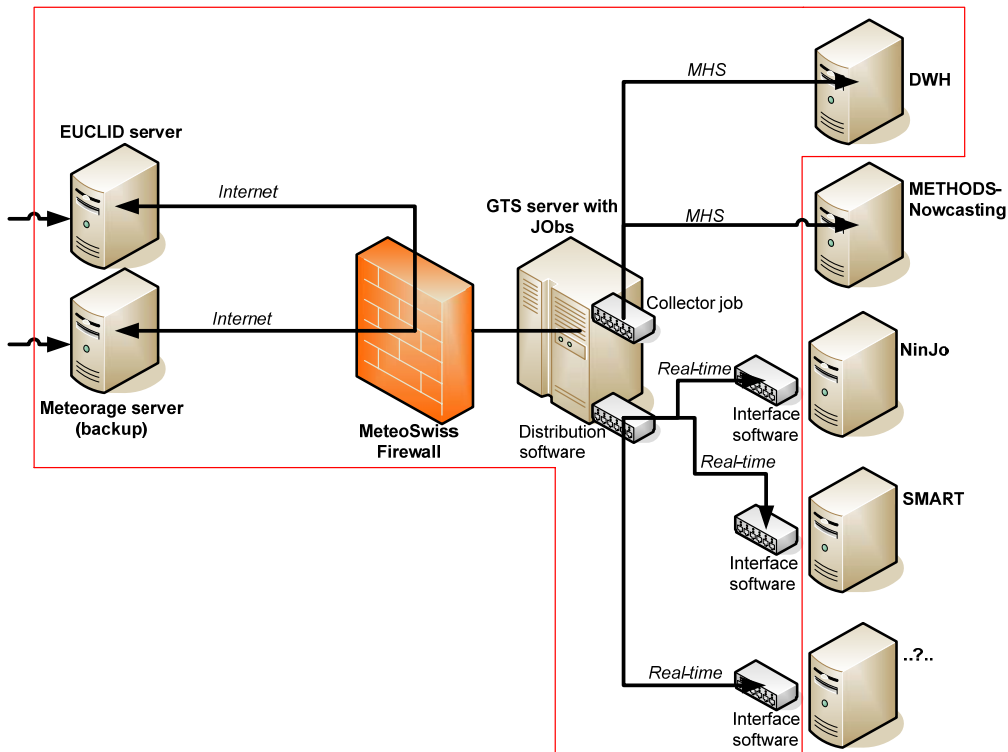 EUCLID server
Internet
Internet
Meteorage server
(backup)
MeteoSwiss
Firewall
GTS server with
JObs
Collector job
Distribution
software
MHS
DWH
MHS
METHODS-
Nowcasting
Real-time
Interface
software
NinJo
Real-time
Interface
software
SMART
Real-time
Interface
software
..?..